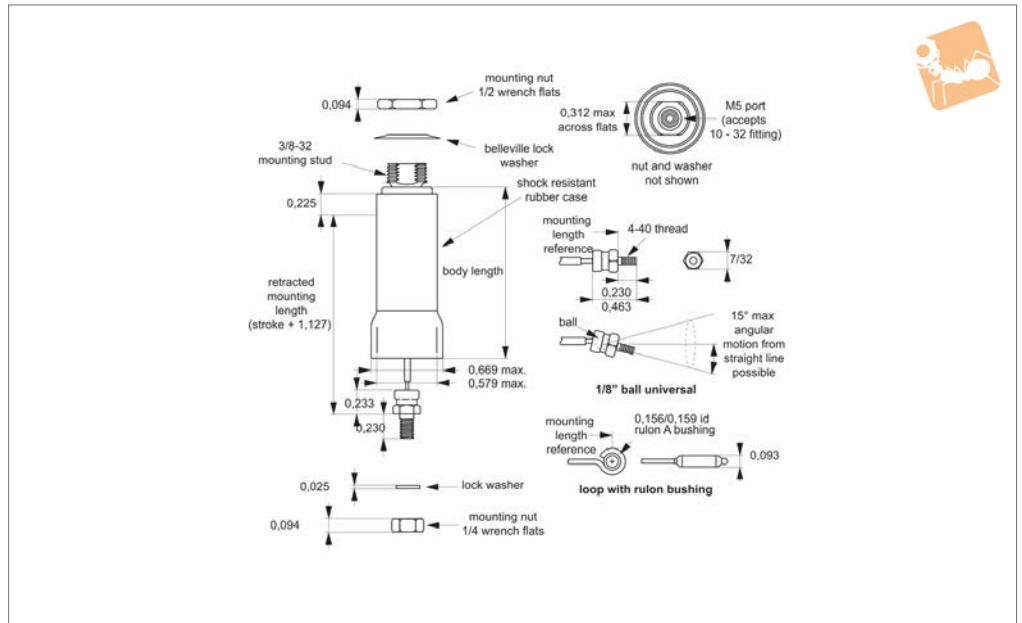 mounting nut
1/2 wrench flats
0,094
belleville lock
washer
3/8-32
mounting stud
shock resistant
rubber case
0,225
body length
retracted
mounting
length
(stroke + 1,127)
0,669 max.
0,579 max.
0,233
0,230
0,025
lock washer
0,094
mounting nut
1/4 wrench flats
0,312 max
across flats
M5 port
(accepts
10 - 32 fitting)
nut and washer
not shown
mounting
length
reference
4-40 thread
7/32
0,230
0,463
ball
15° max
angular
motion from
straight line
possible
1/8” ball universal
mounting
length
reference
0,156/0,159 id
rulon A bushing
0,093
loop with rulon bushing